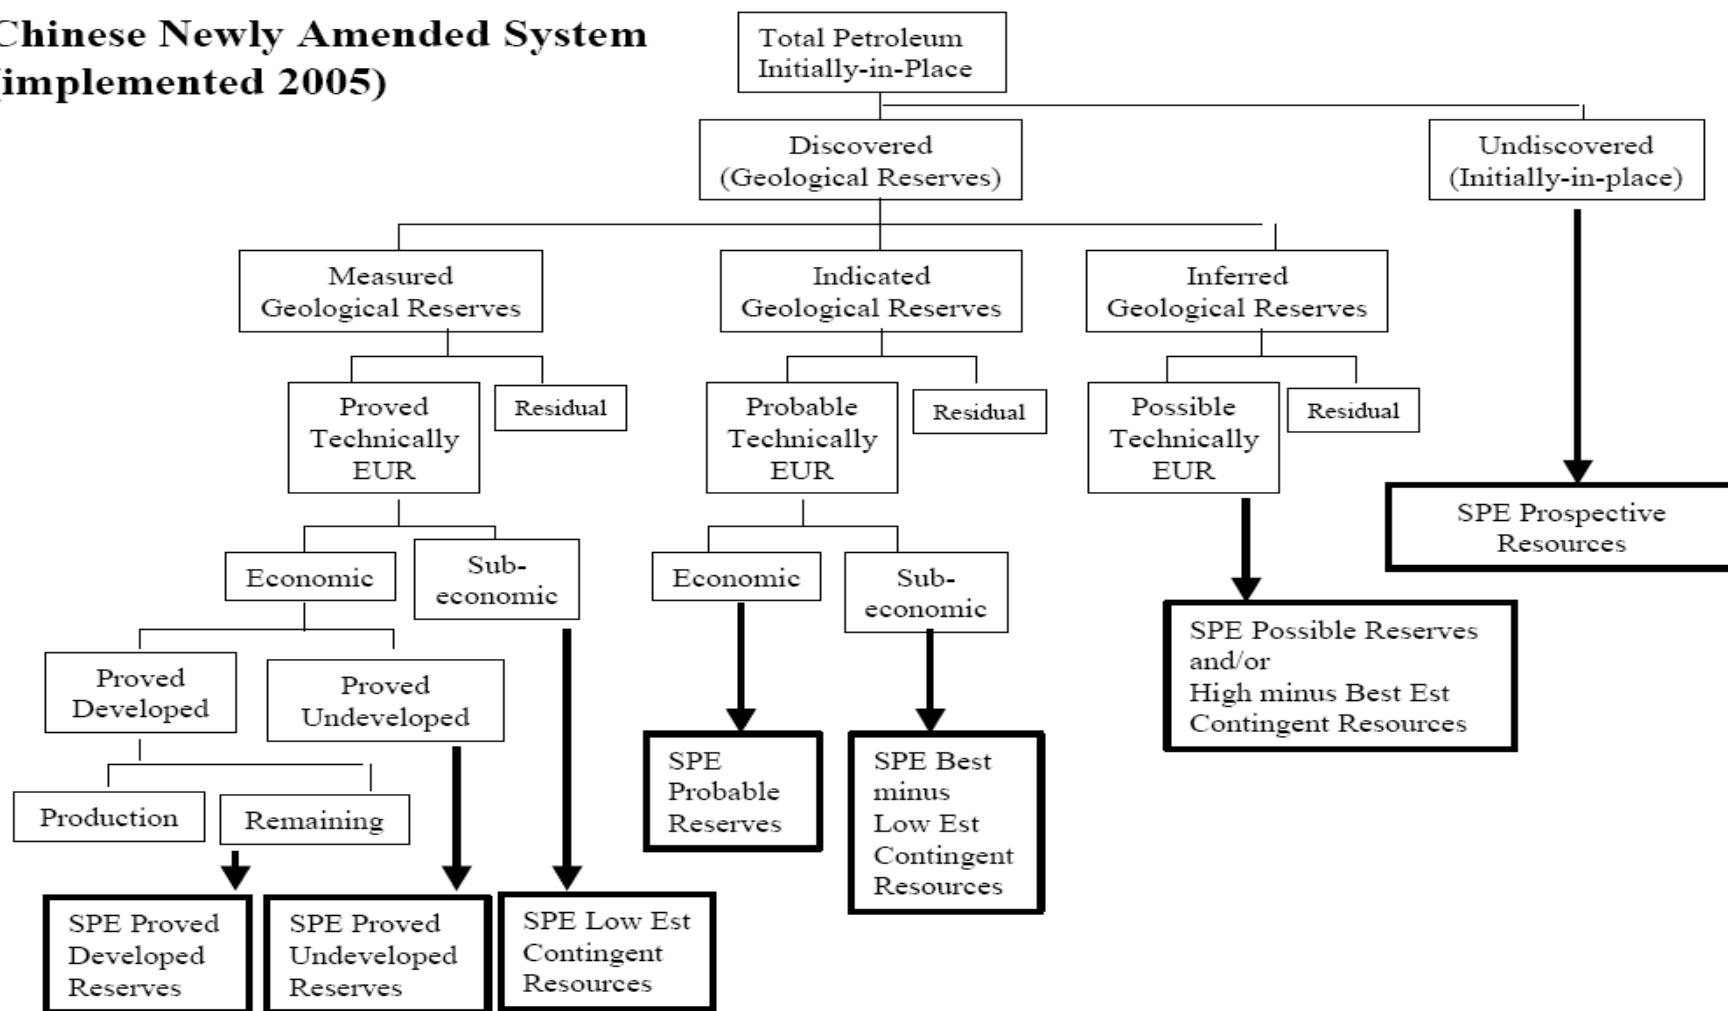 Chinese Newly Amended System
(implemented 2005)
Total Petroleum
Initially-in-Place
Discovered
(Geological Reserves)
Undiscovered
(Initially-in-place)
Measured
Geological Reserves
Indicated
Geological Reserves
Inferred
Geological Reserves
Proved
Technically
EUR
Residual
Probable
Technically
EUR
Residual
Possible
Technically
EUR
Residual
SPE Prospective
Resources
Economic
Sub-
economic
Economic
Sub-
economic
SPE Possible Reserves
and/or
High minus Best Est
Contingent Resources
Proved
Developed
Proved
Undeveloped
SPE
Probable
Reserves
SPE Best
minus
Low Est
Contingent
Resources
Production
Remaining
SPE Proved
Developed
Reserves
SPE Proved
Undeveloped
Reserves
SPE Low Est
Contingent
Resources